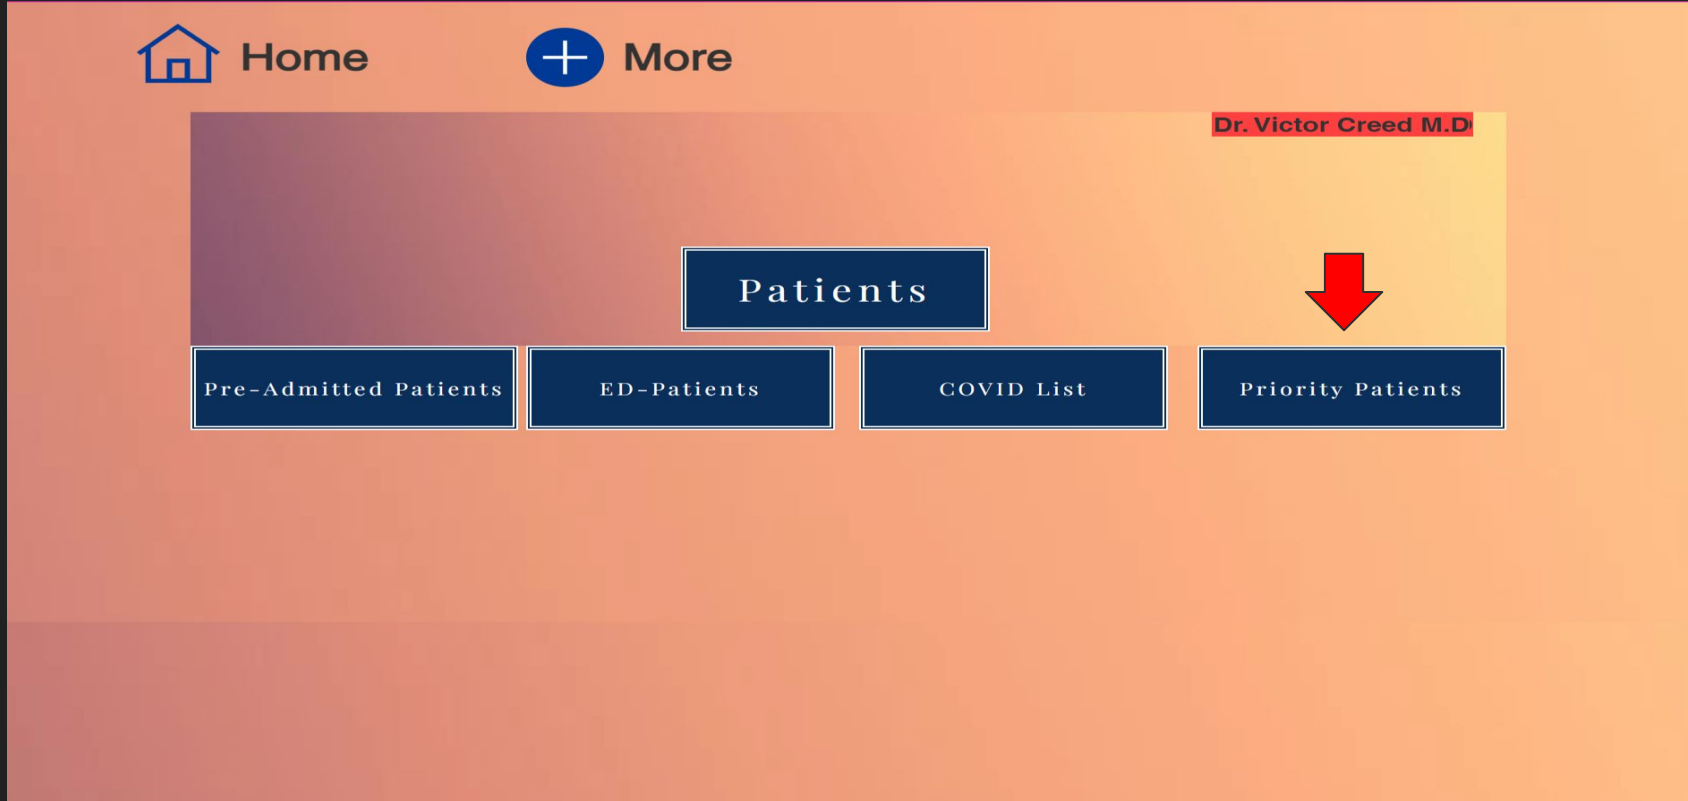 Home
More
Dr. Victor Creed M.D
Patients
Pre-Admitted Patients
ED-Patients
COVID List
Priority Patients